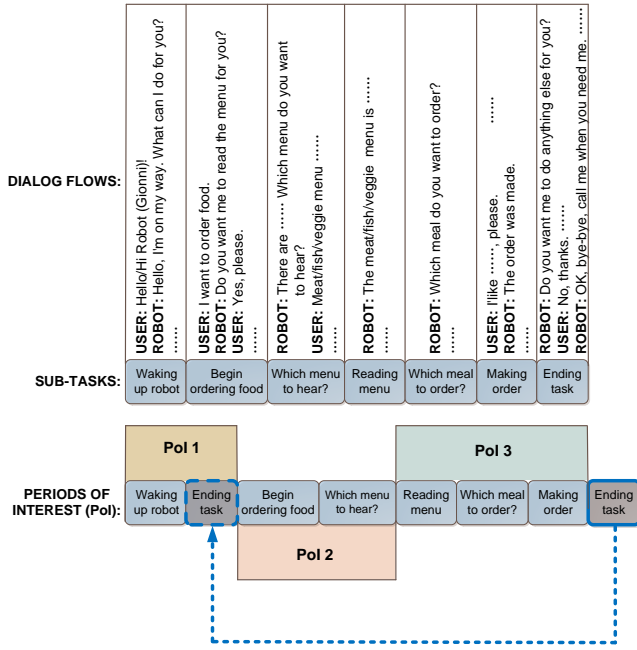 DIALOG FLOWS:
USER: Hello/Hi Robot (Gionni)!
ROBOT: Hello, I'm on my way. What can I do for you?
......
USER: I want to order food.
ROBOT: Do you want me to read the menu for you?
USER: Yes, please.
......
ROBOT: There are ...... Which menu do you want
to hear?
USER: Meat/fish/veggie menu ......
......
ROBOT: The meat/fish/veggie menu is ......
......
ROBOT: Which meal do you want to order?
......
USER: I'like ......, please. ......
ROBOT: The order was made.
......
ROBOT: Do you want me to do anything else for you?
USER: No, thanks. ......
ROBOT: OK, bye-bye, call me when you need me. ......
SUB-TASKS:
Waking
up robot
Begin
ordering food
Which menu
to hear?
Reading
menu
Which meal
to order?
Making
order
Ending
task
PoI 1
PoI 3
PERIODS OF
INTEREST (PoI):
Waking
up robot
Ending
task
Begin
ordering food
Which menu
to hear?
Reading
menu
Which meal
to order?
Making
order
Ending
task
PoI 2